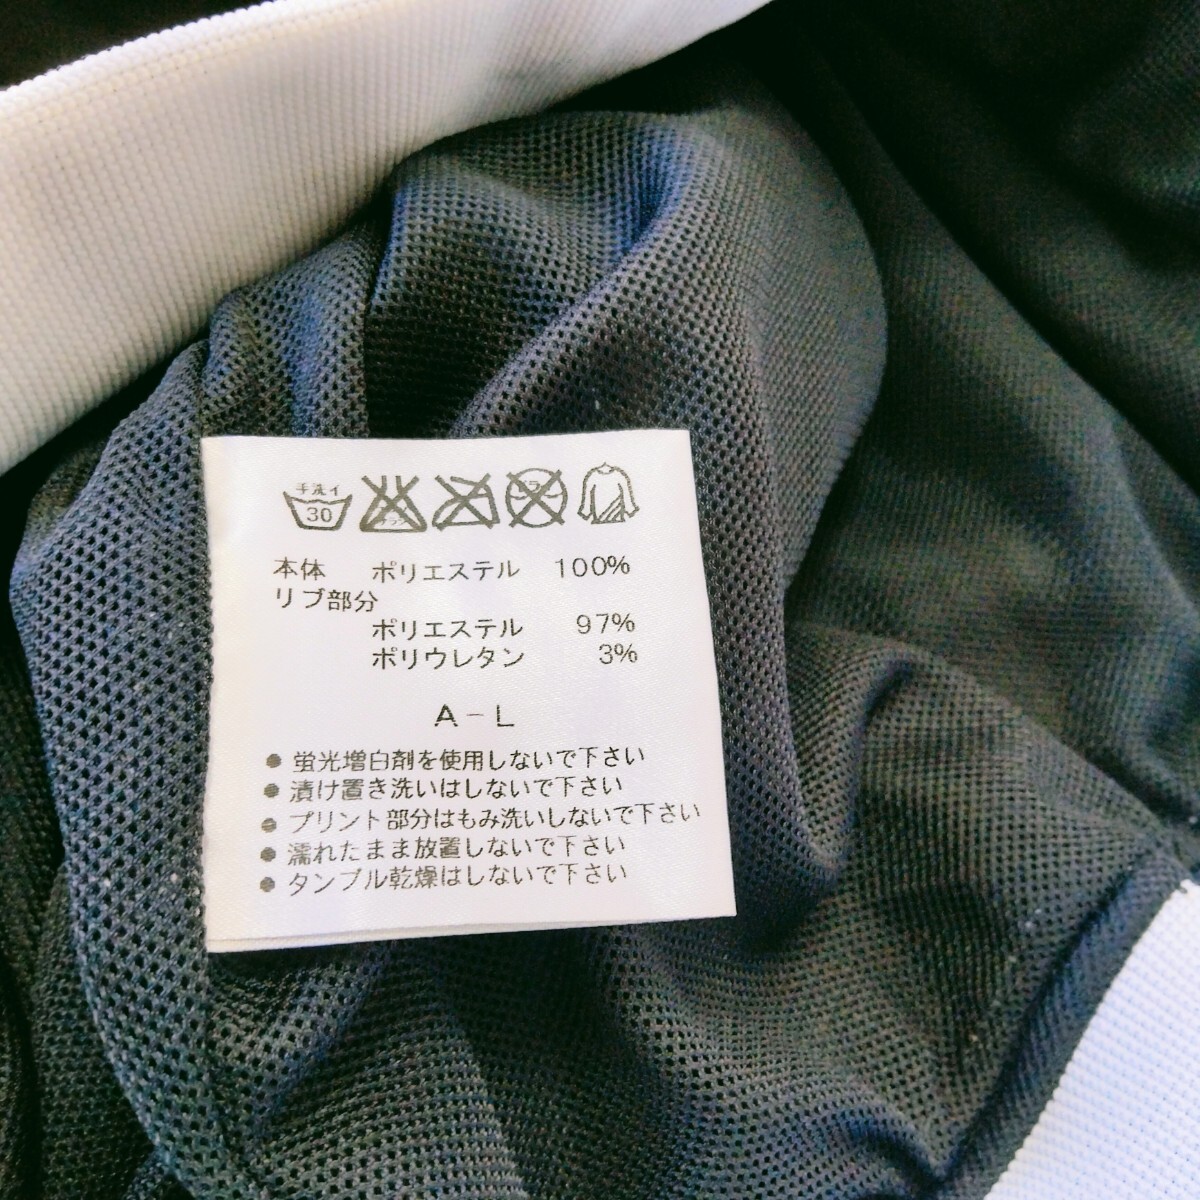 手洗イ
30
本体 ポリエステル 100%
リブ部分
ポリエステル 97%
ポリウレタン 3%
A-L
● 蛍光増白剤を使用しないで下さい
● 漬け置き洗いはしないで下さい
● プリント部分はもみ洗いしないで下さい
● 濡れたまま放置しないで下さい
● タンブル乾燥はしないで下さい